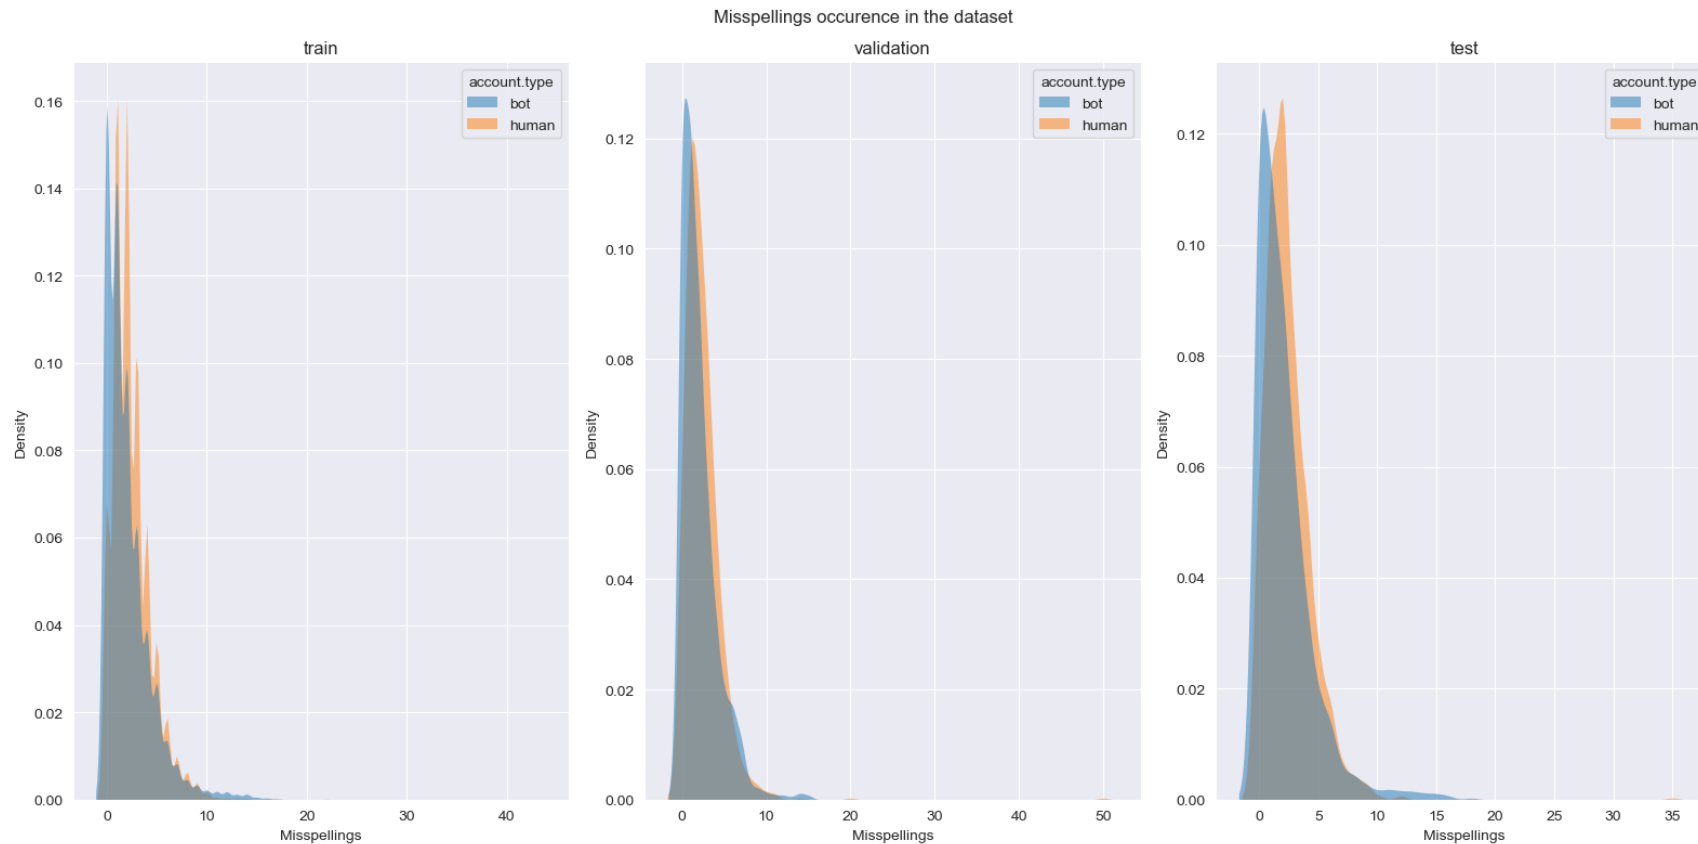 Misspellings occurence in the dataset
train
account.type
bot
human
0.16
0.14
0.12
0.10
0.08
0.06
0.04
0.02
0.00
Density
0 10 20 30 40
Misspellings
validation
account.type
bot
human
0.12
0.10
0.08
0.06
0.04
0.02
0.00
Density
0 10 20 30 40 50
Misspellings
test
account.type
bot
human
0.12
0.10
0.08
0.06
0.04
0.02
0.00
Density
0 5 10 15 20 25 30 35
Misspellings